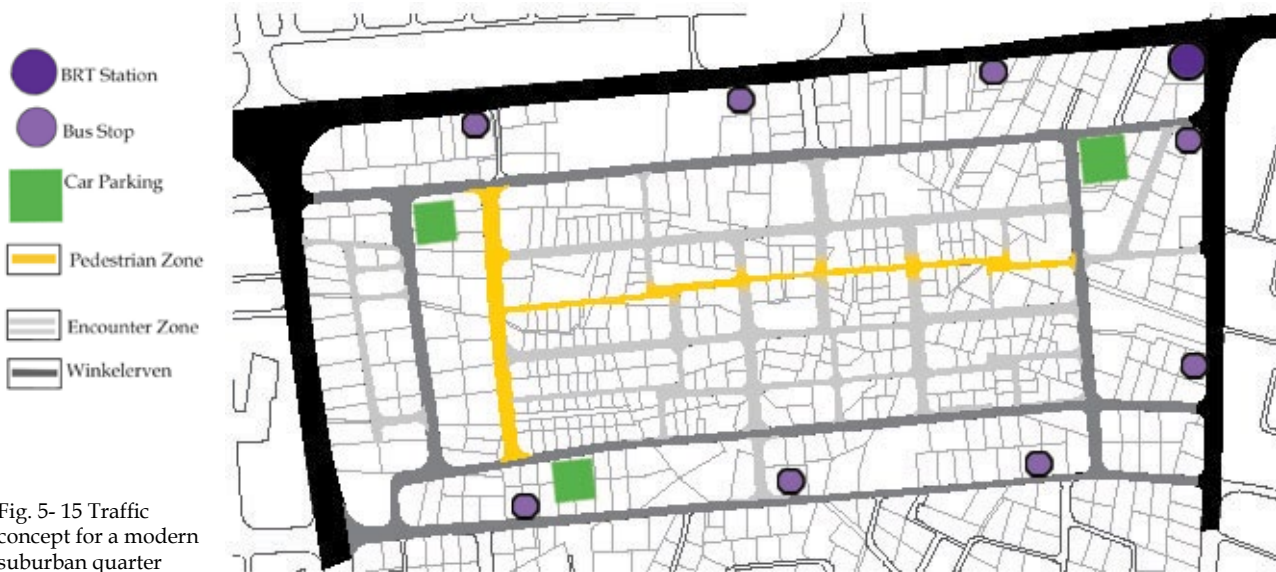 BRT Station
Bus Stop
Car Parking
Pedestrian Zone
Encounter Zone
Winkelerven
Fig. 5- 15 Traffic
concept for a modern
suburban quarter